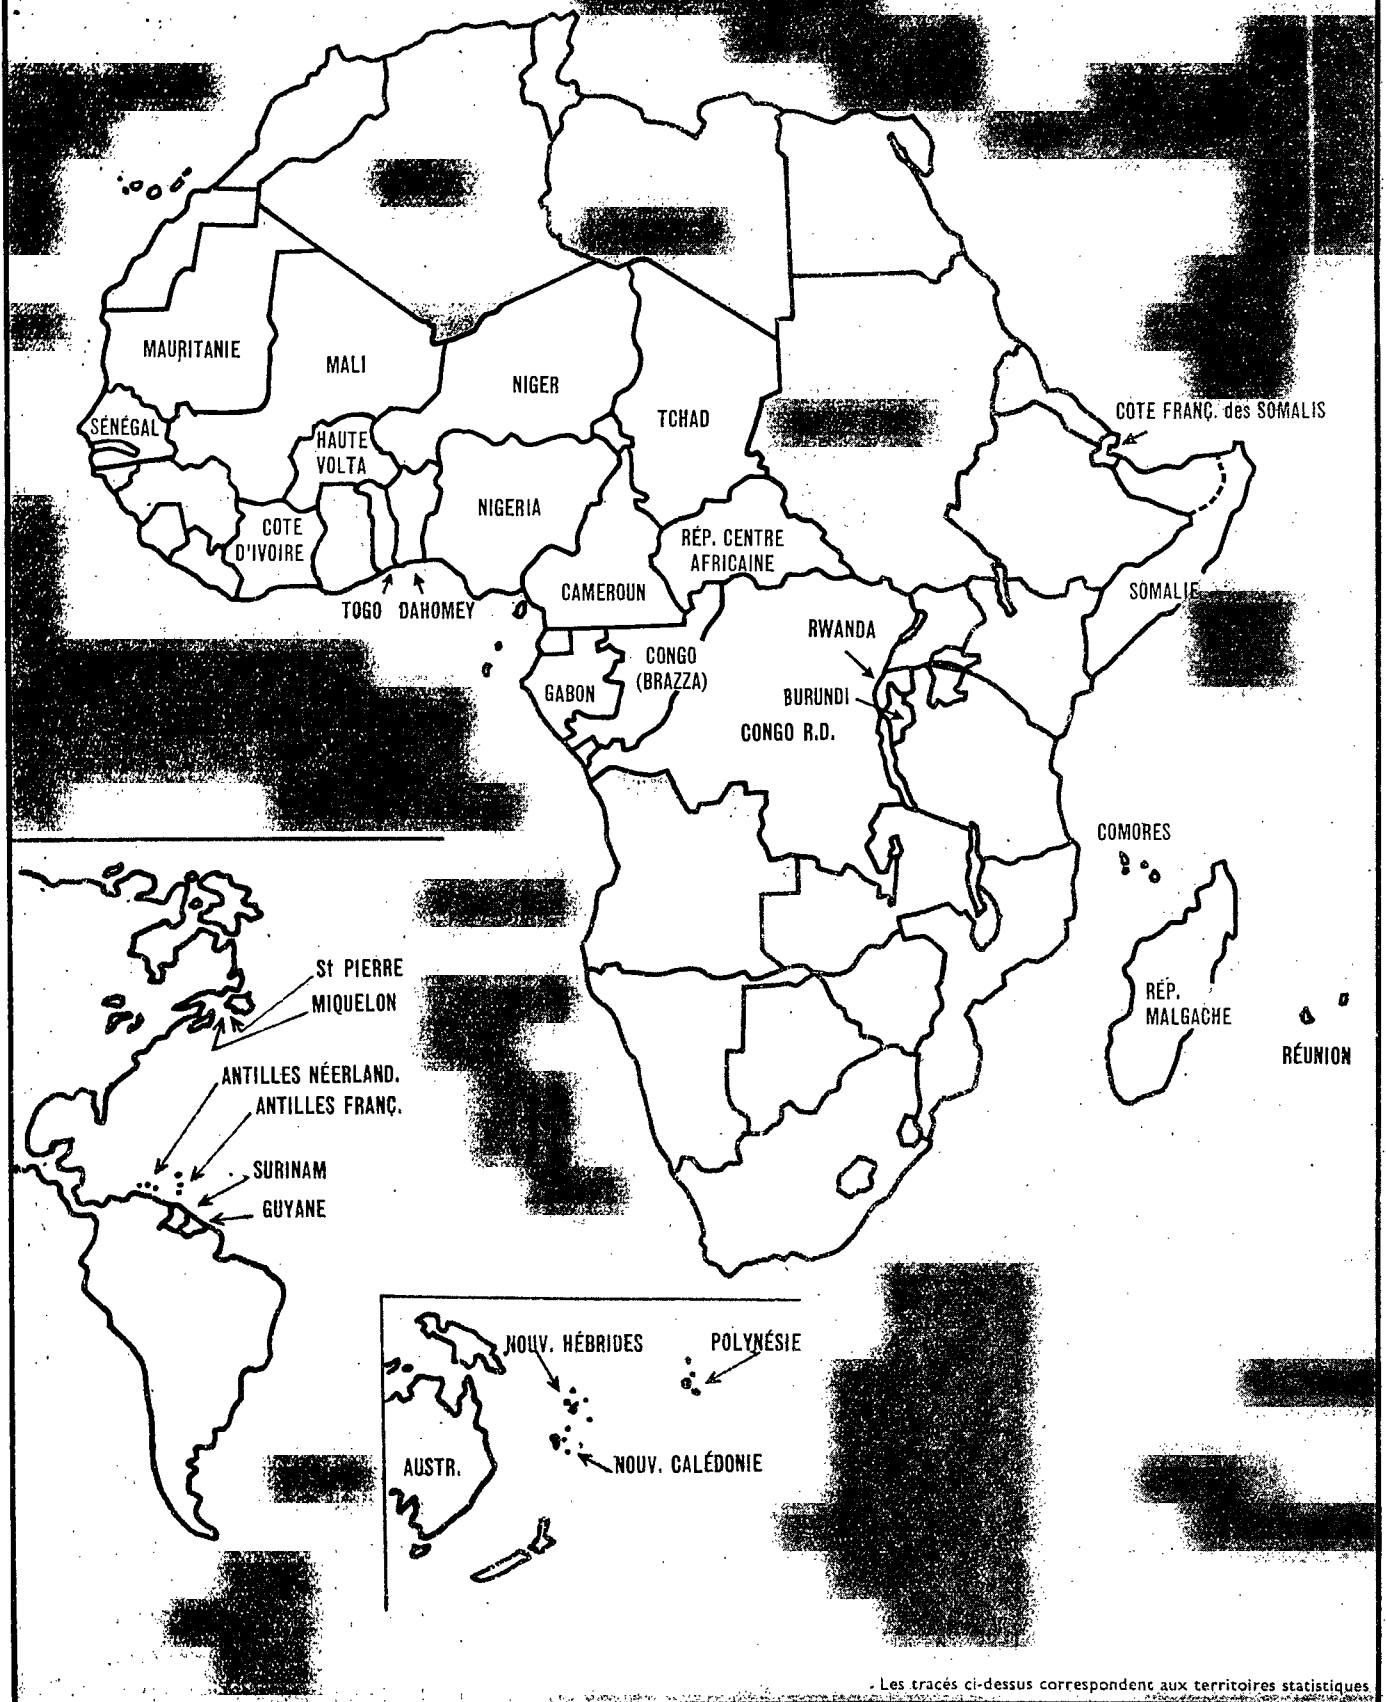 MAURITANIE
MALI
NIGER
TCHAD
COTE FRANÇ. des SOMALIS
SÉNÉGAL
HAUTE
VOLTA
NIGERIA
COTE
D'IVOIRE
RÉP. CENTRE
AFRICAINE
CAMEROUN
SOMALIE
TOGO
DAHOMEY
RWANDA
CONGO
(BRAZZA)
GABON
BURUNDI
CONGO R.D.
COMORES
RÉP.
MALGACHE
RÉUNION
St PIERRE
MIQUELON
ANTILLES NÉERLAND.
ANTILLES FRANÇ.
SURINAM
GUYANE
NOUV. HÉBRIDES
POLYNÉSIE
AUSTR.
NOUV. CALÉDONIE
Les tracés ci-dessus correspondent aux territoires statistiques